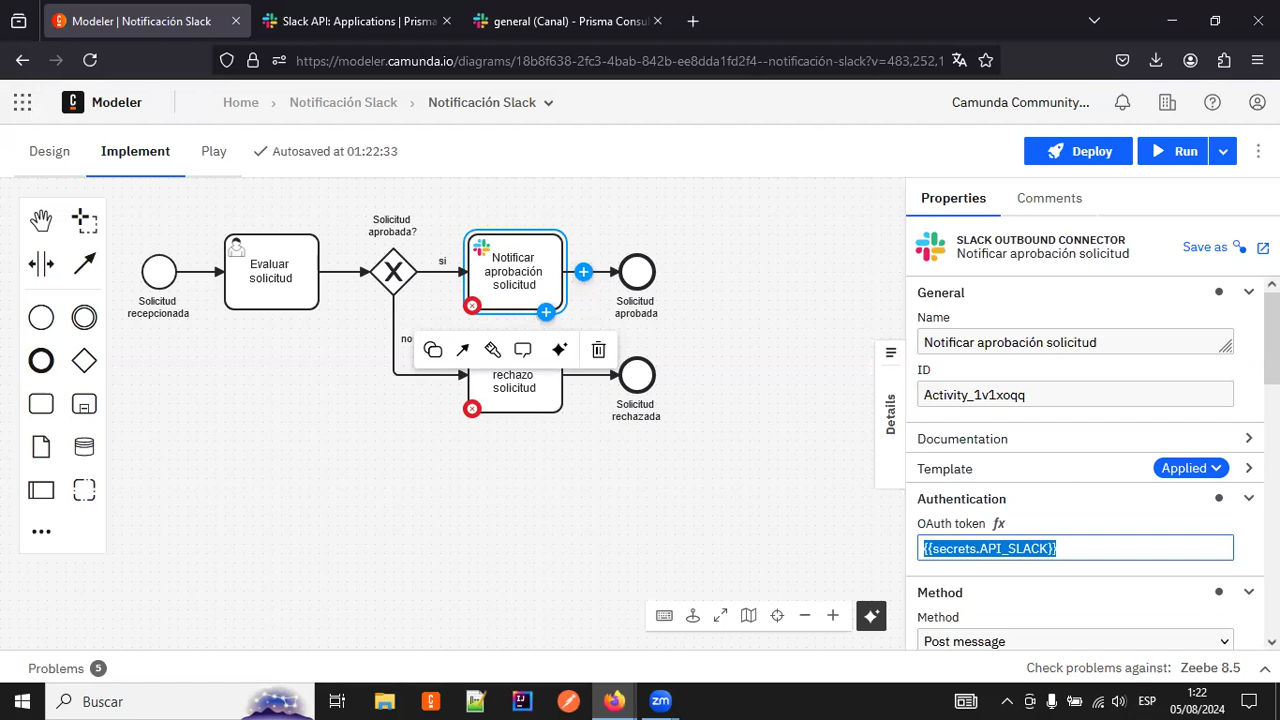 Modeler | Notificación Slack
Slack API: Applications | Prisma
general (Canal) - Prisma Consul
https://modeler.camunda.io/diagrams/18b8f638-2fc3-4bab-842b-ee8dda1fd2f4--notificación-slack?v=483,252,1
Modeler
Home
Notificación Slack
Notificación Slack
Camunda Community...
Design
Implement
Play
Autosaved at 01:22:33
Deploy
Run
Solicitud
aprobada?
Evaluar
solicitud
si
Notificar
aprobación
solicitud
Solicitud
recepcionada
Solicitud
aprobada
no
rechazo
solicitud
Solicitud
rechazada
Properties
Comments
SLACK OUTBOUND CONNECTOR
Notificar aprobación solicitud
Save as
General
Name
Notificar aprobación solicitud
ID
Activity_1v1xoqq
Documentation
Template
Applied
Authentication
OAuth token fx
{{secrets.API_SLACK}}
Method
Method
Post message
Details
Problems 5
Check problems against: Zeebe 8.5
Buscar
zm
ESP
1:22
05/08/2024